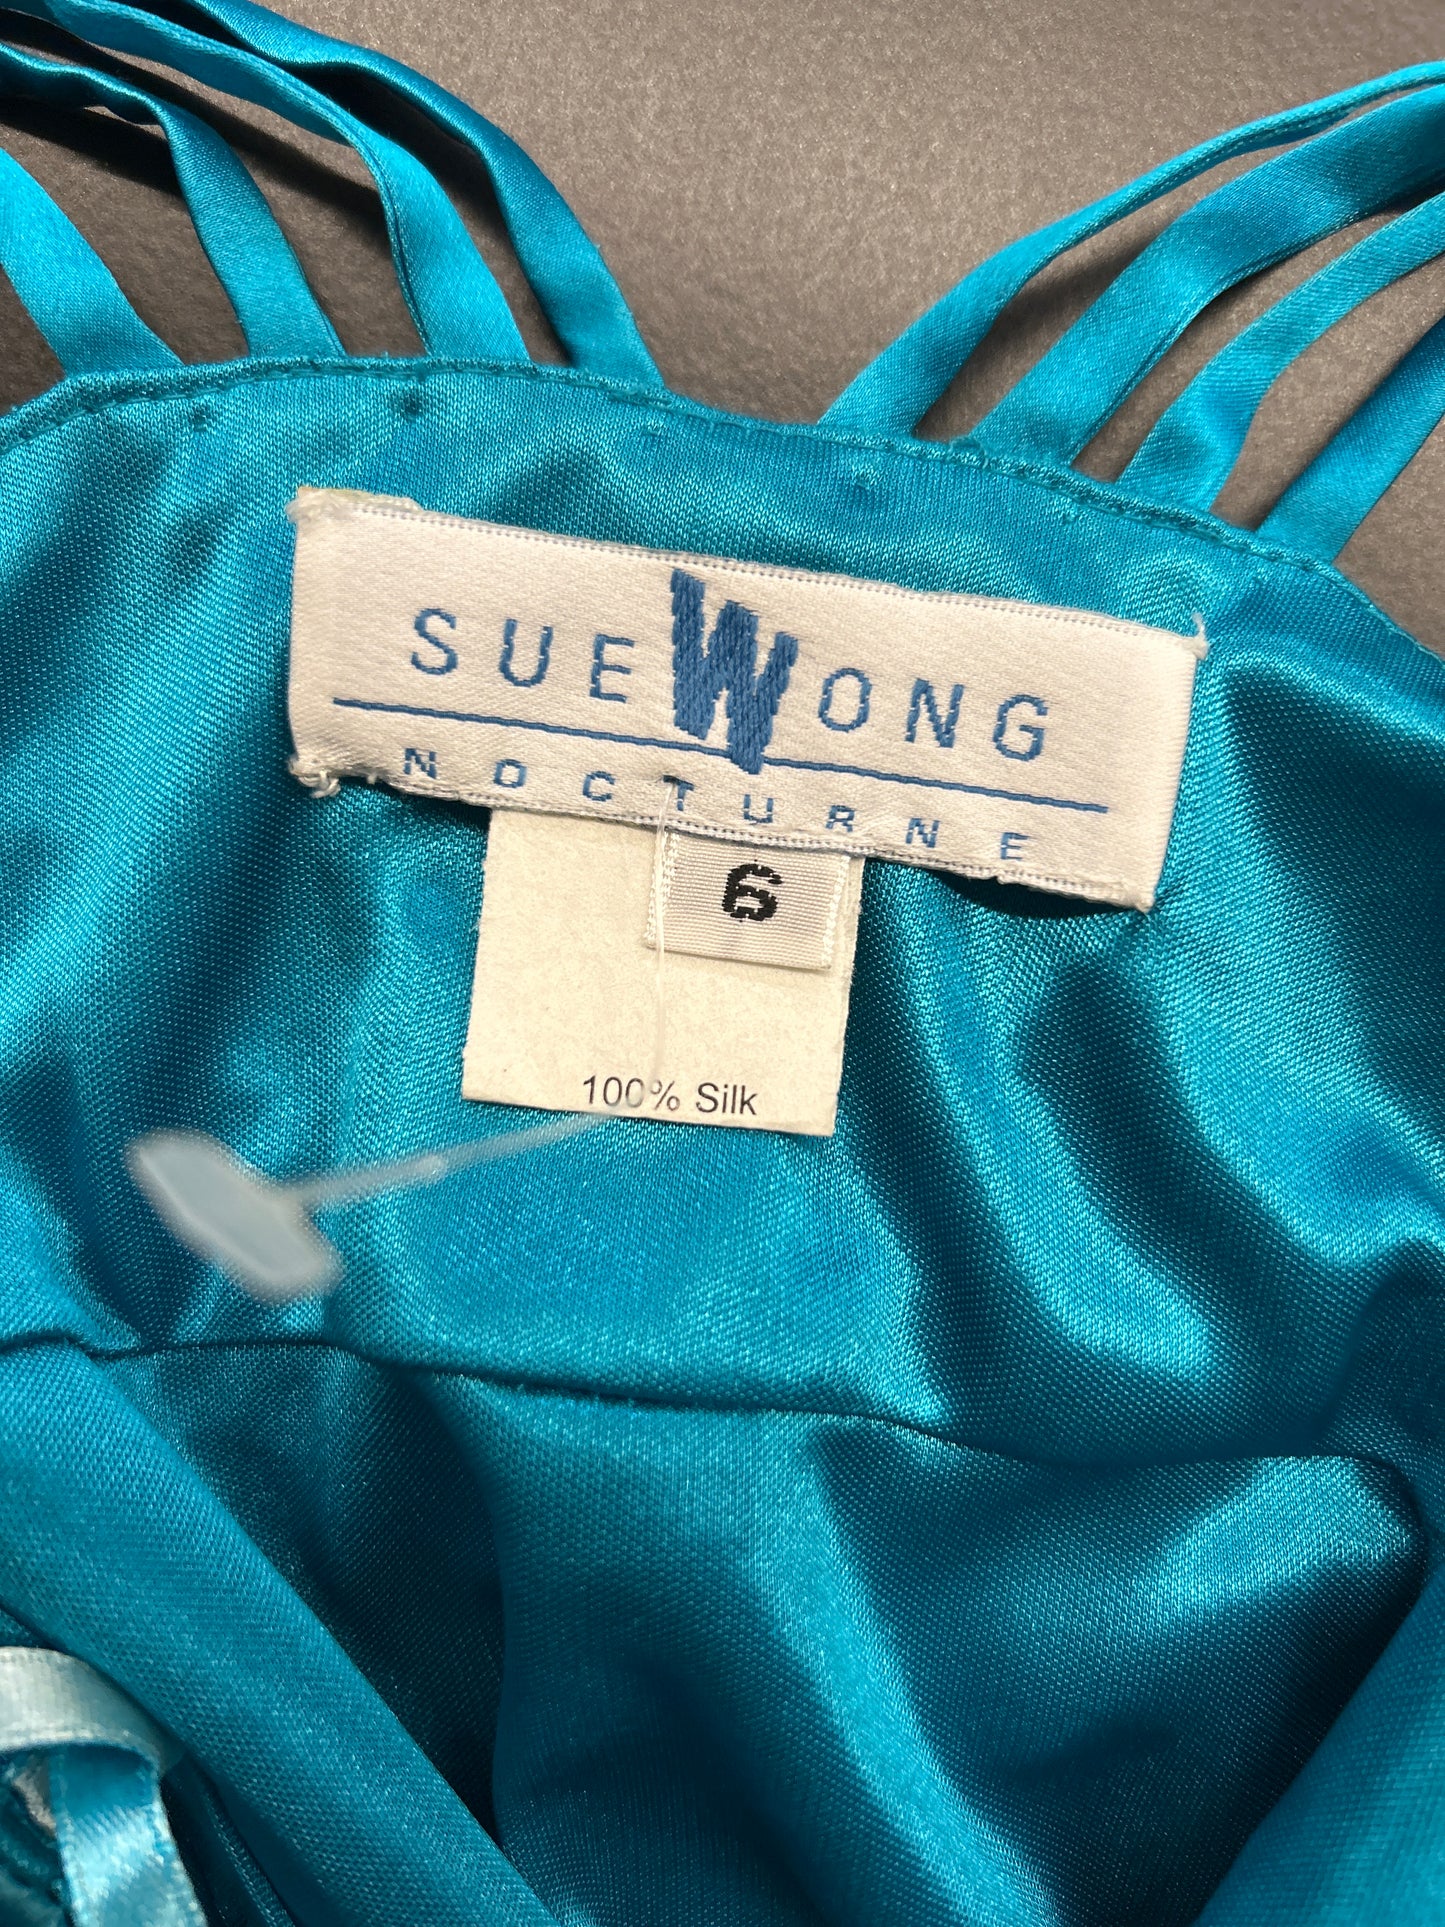 SUE WONG
NOCTURNE
6
100% Silk